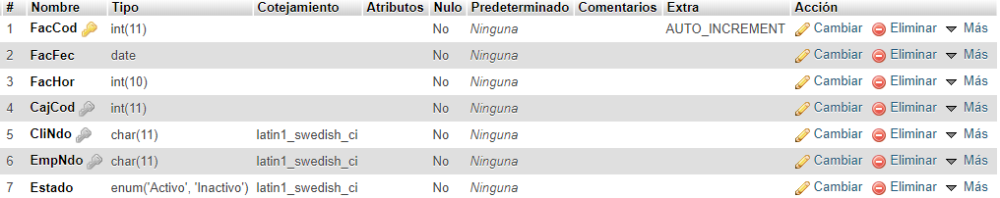 # Nombre Tipo Cotejamiento Atributos Nulo Predeterminado Comentarios Extra Acción
1 FacCod int(11) No Ninguna AUTO_INCREMENT Cambiar Eliminar Más
2 FacFec date No Ninguna Cambiar Eliminar Más
3 FacHor int(10) No Ninguna Cambiar Eliminar Más
4 CajCod int(11) No Ninguna Cambiar Eliminar Más
5 CliNdo char(11) latin1_swedish_ci No Ninguna Cambiar Eliminar Más
6 EmpNdo char(11) latin1_swedish_ci No Ninguna Cambiar Eliminar Más
7 Estado enum('Activo', 'Inactivo') latin1_swedish_ci No Ninguna Cambiar Eliminar Más